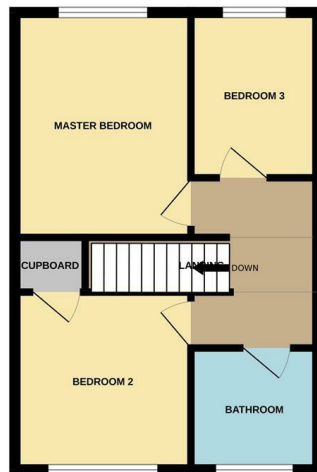 MASTER BEDROOM
BEDROOM 3
CUPBOARD
LANDING
DOWN
BEDROOM 2
BATHROOM